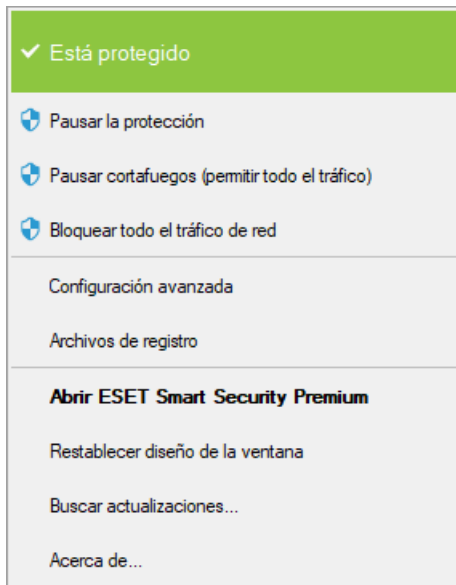 Está protegido
Pausar la protección
Pausar cortafuegos (permitir todo el tráfico)
Bloquear todo el tráfico de red
Configuración avanzada
Archivos de registro
Abrir ESET Smart Security Premium
Restablecer diseño de la ventana
Buscar actualizaciones...
Acerca de...